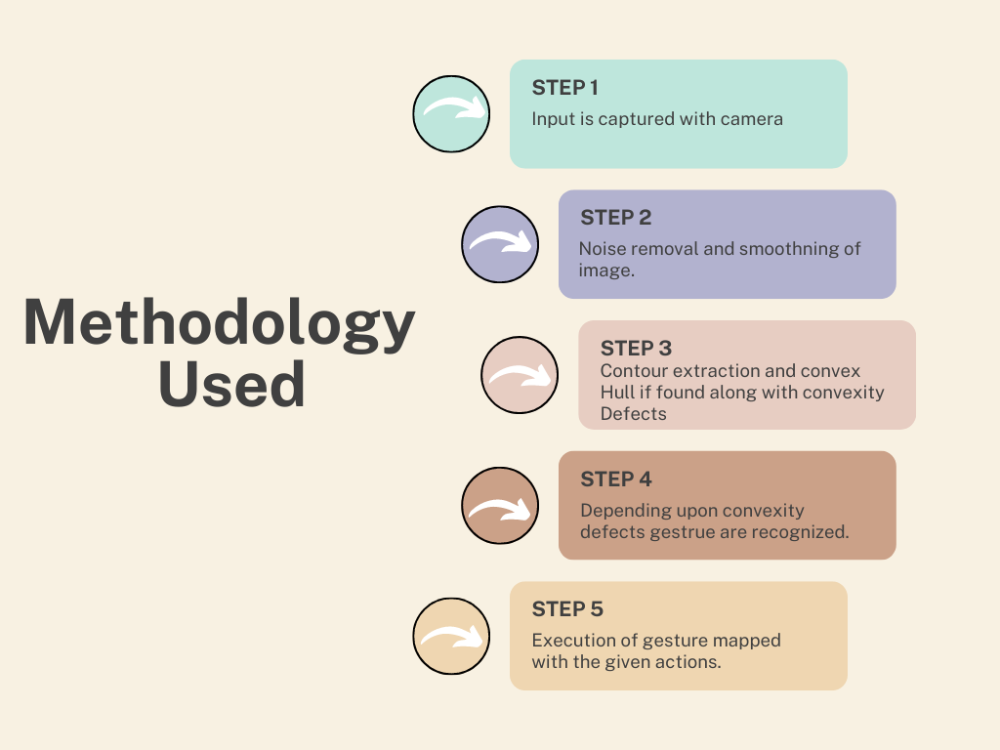 Methodology
Used
STEP 1
Input is captured with camera
STEP 2
Noise removal and smoothning of
image.
STEP 3
Contour extraction and convex
Hull if found along with convexity
Defects
STEP 4
Depending upon convexity
defects gestrue are recognized.
STEP 5
Execution of gesture mapped
with the given actions.